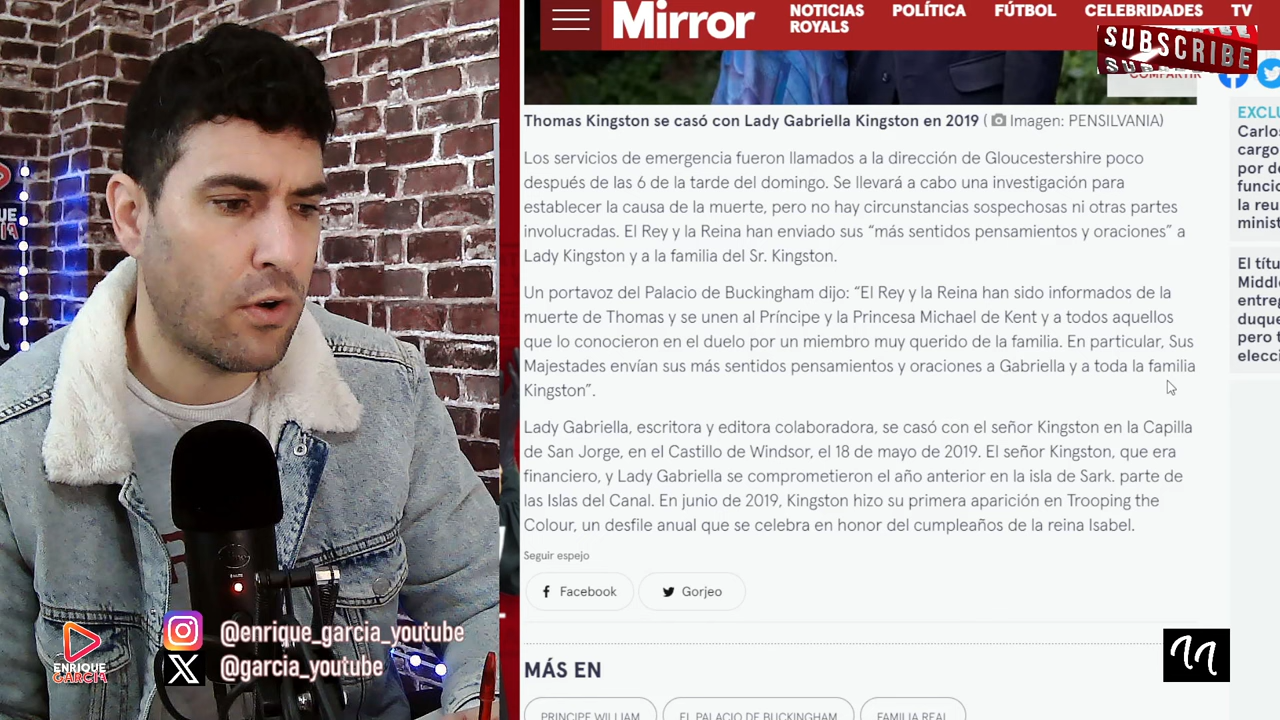 Mirror
NOTICIAS ROYALS
POLÍTICA
FÚTBOL
CELEBRIDADES
TV
SUBSCRIBE
COMPARTIR
Thomas Kingston se casó con Lady Gabriella Kingston en 2019 ( Imagen: PENSILVANIA)
Los servicios de emergencia fueron llamados a la dirección de Gloucestershire poco
después de las 6 de la tarde del domingo. Se llevará a cabo una investigación para
establecer la causa de la muerte, pero no hay circunstancias sospechosas ni otras partes
involucradas. El Rey y la Reina han enviado sus “más sentidos pensamientos y oraciones” a
Lady Kingston y a la familia del Sr. Kingston.
Un portavoz del Palacio de Buckingham dijo: “El Rey y la Reina han sido informados de la
muerte de Thomas y se unen al Príncipe y la Princesa Michael de Kent y a todos aquellos
que lo conocieron en el duelo por un miembro muy querido de la familia. En particular, Sus
Majestades envían sus más sentidos pensamientos y oraciones a Gabriella y a toda la familia
Kingston”.
Lady Gabriella, escritora y editora colaboradora, se casó con el señor Kingston en la Capilla
de San Jorge, en el Castillo de Windsor, el 18 de mayo de 2019. El señor Kingston, que era
financiero, y Lady Gabriella se comprometieron el año anterior en la isla de Sark. parte de
las Islas del Canal. En junio de 2019, Kingston hizo su primera aparición en Trooping the
Colour, un desfile anual que se celebra en honor del cumpleaños de la reina Isabel.
Seguir espejo
Facebook
Gorjeo
MÁS EN
PRINCIPE WILLIAM
EL PALACIO DE BUCKINGHAM
FAMILIA REAL
EXCLU
Carlos
cargo
por de
funcio
la reu
minist
El títu
Middle
entre
duque
pero t
elecci
@enrique_garcia_youtube
@garcia_youtube
ENRIQUE
GARCIA